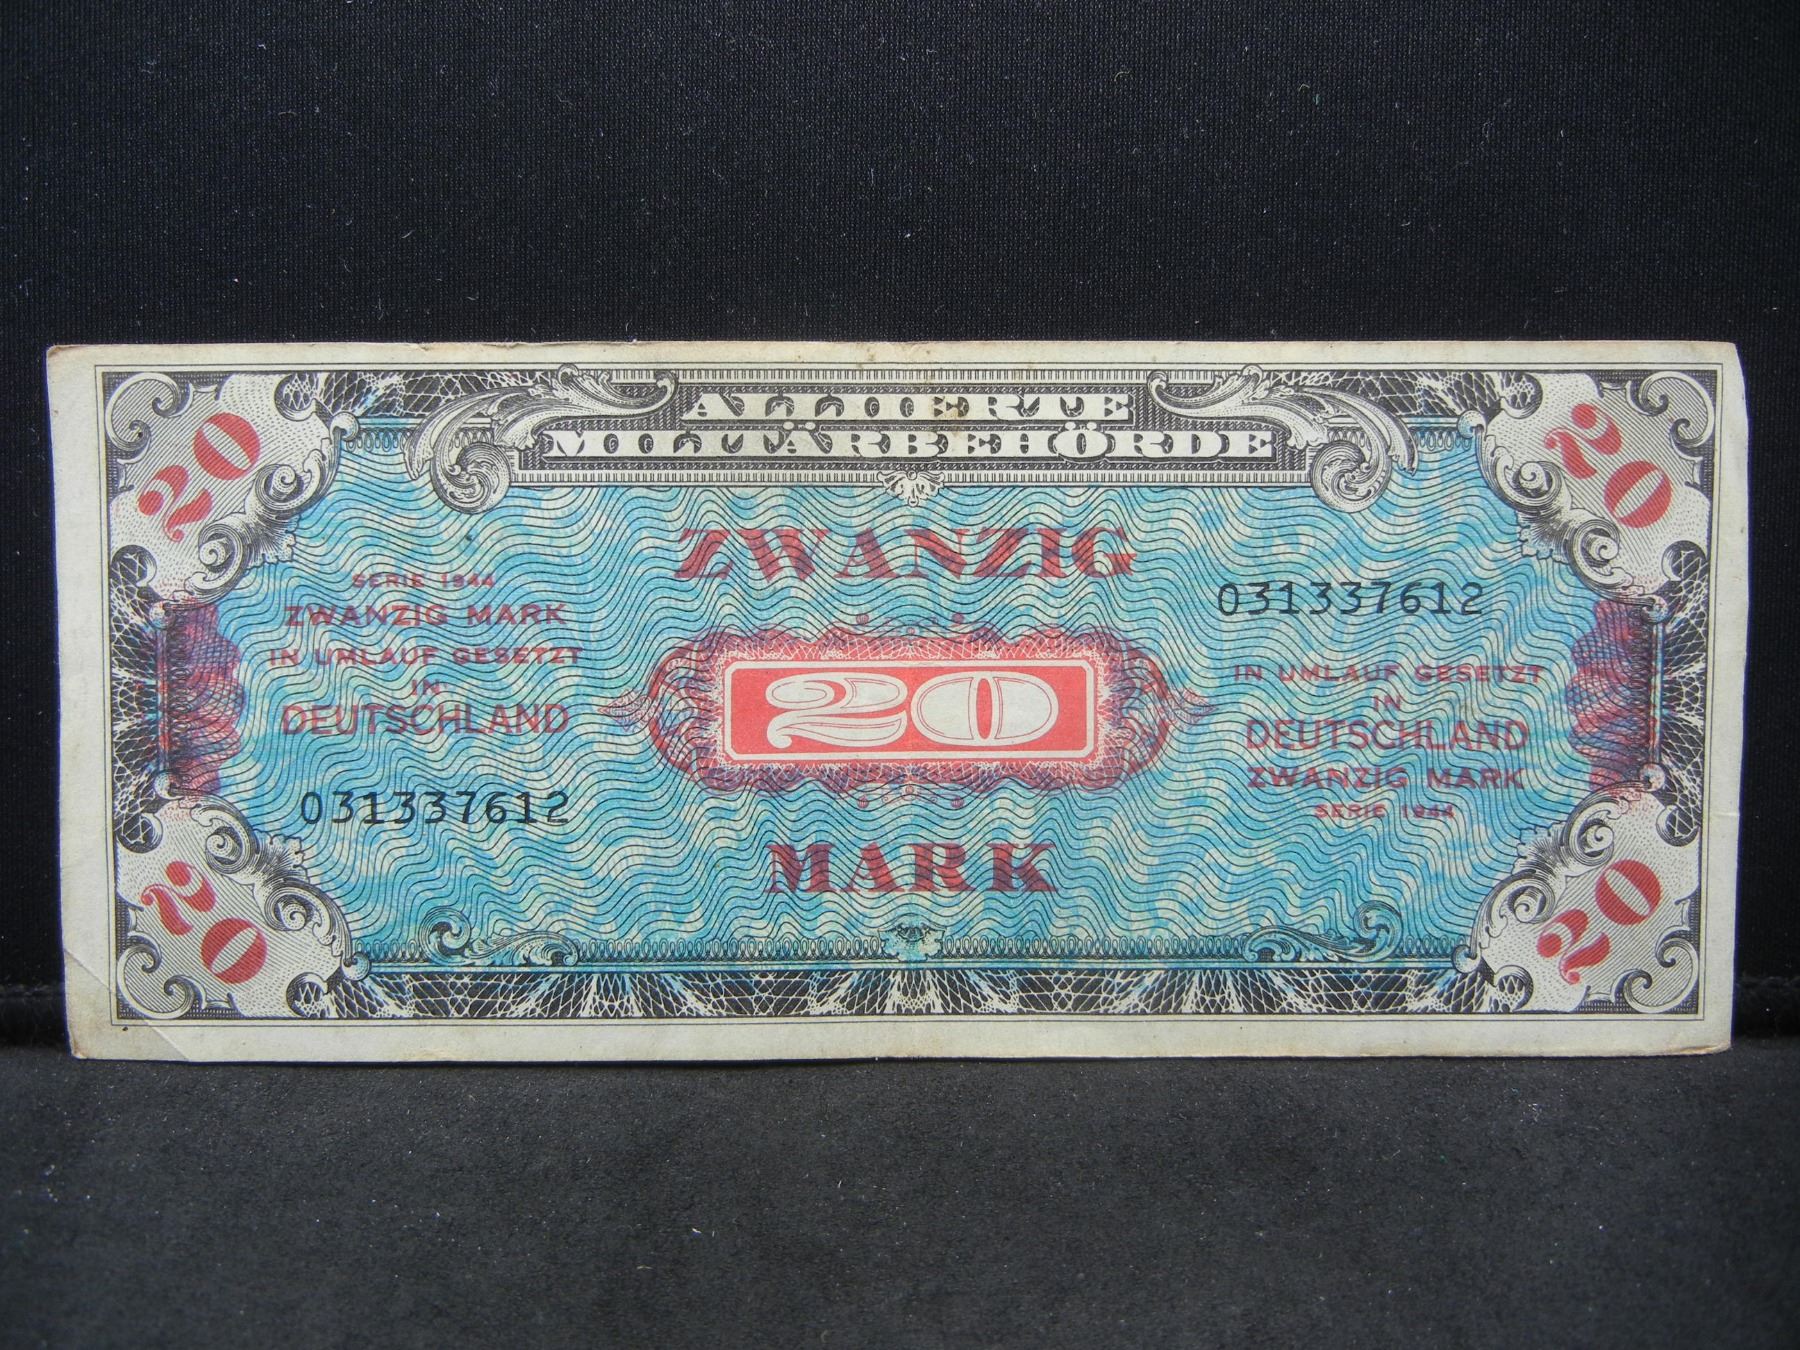 ALLIIERTE
MILITÄRBEHÖRDE
20
20
ZWANZIG
SERIE 1944
ZWANZIG MARK
IN UMLAUF GESETZT
IN
DEUTSCHLAND
031337612
20
031337612
IN UMLAUF GESETZT
IN
DEUTSCHLAND
ZWANZIG MARK
SERIE 1944
MARK
20
20